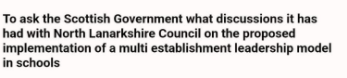 To ask the Scottish Government what discussions it has
had with North Lanarkshire Council on the proposed
implementation of a multi establishment leadership model
in schools